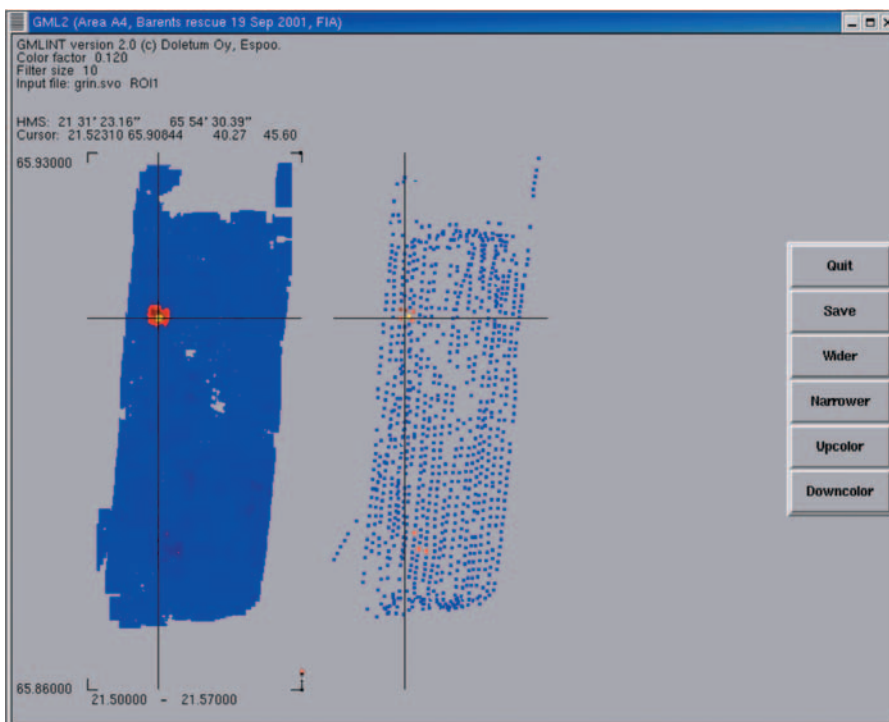 GML2 (Area A4, Barents rescue 19 Sep 2001, FIA)
GMLINT version 2.0 (c) Doletum Oy, Espoo.
Color factor 0.120
Filter size 10
Input file: grin.svo ROI1
HMS: 21 31' 23.16" 65 54' 30.39"
Cursor: 21.52310 65.90844 40.27 45.60
65.93000
65.86000
21.50000 - 21.57000
Quit
Save
Wider
Narrower
Upcolor
Downcolor